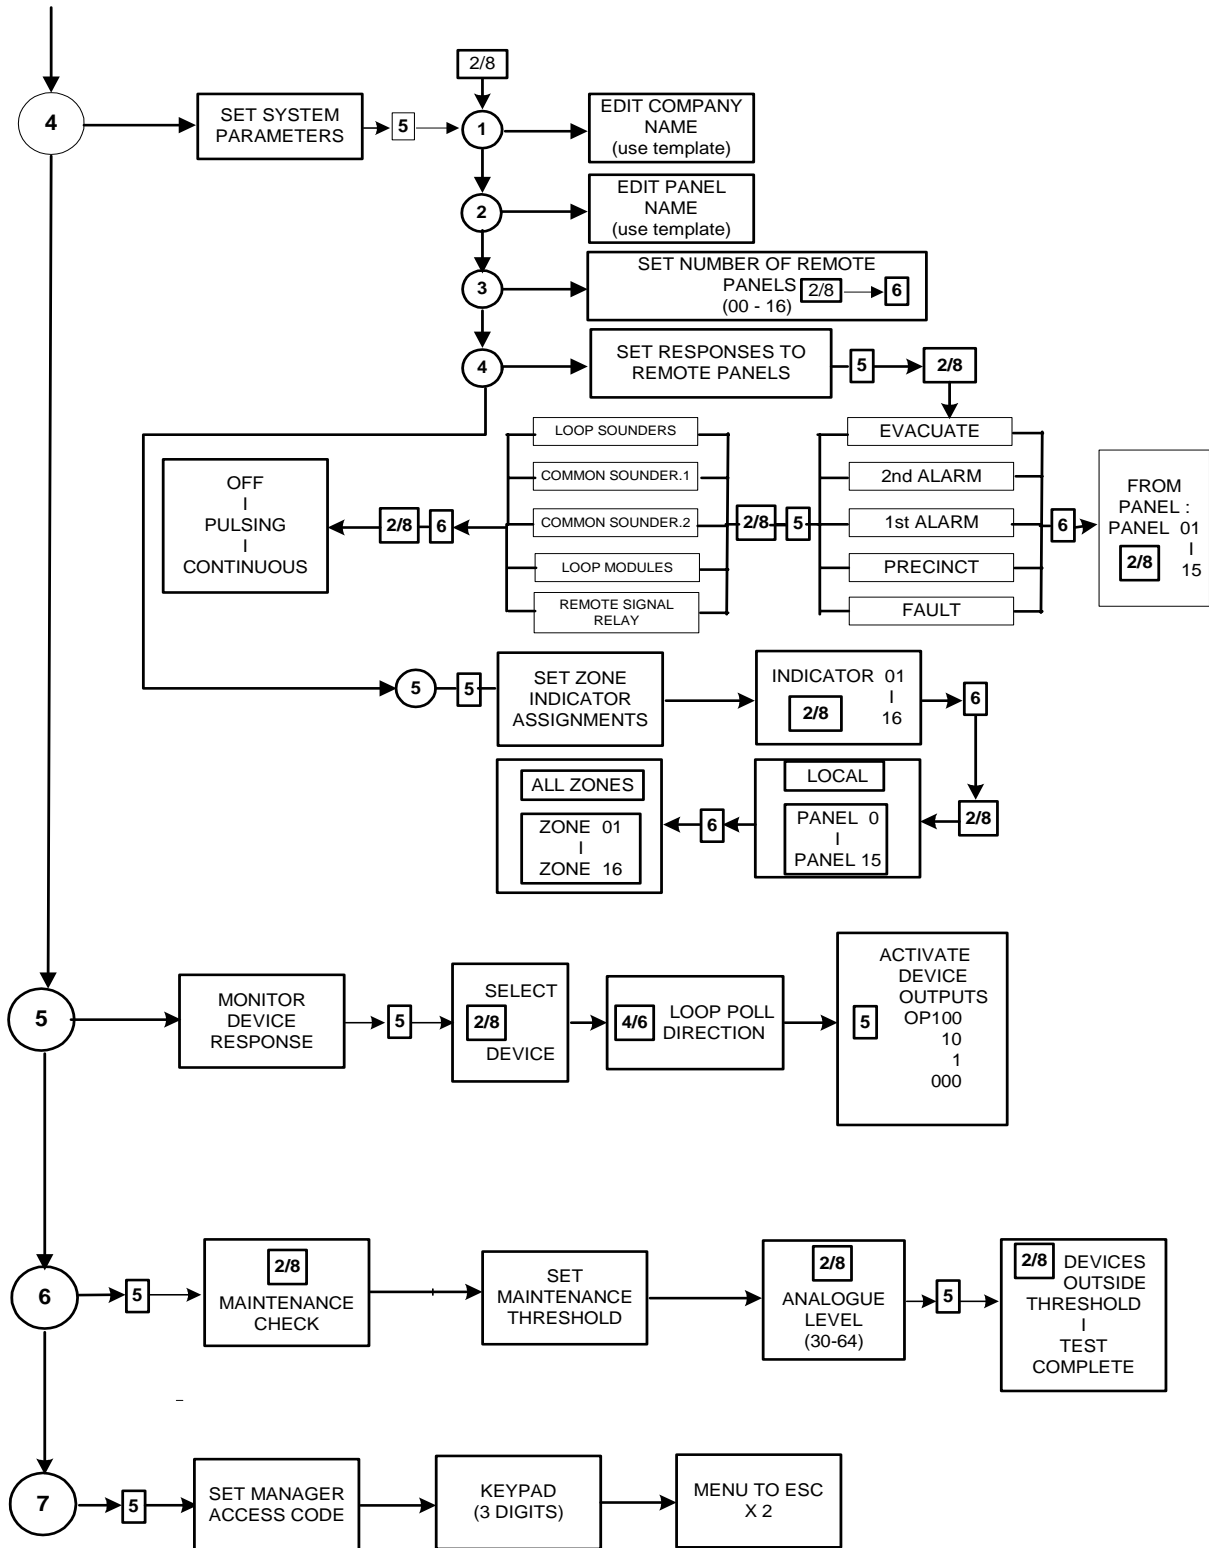 2/8
4
SET SYSTEM
PARAMETERS
5
1
EDIT COMPANY
NAME
(use template)
2
EDIT PANEL
NAME
(use template)
3
SET NUMBER OF REMOTE
PANELS 2/8 6
(00 - 16)
4
SET RESPONSES TO
REMOTE PANELS
5
2/8
OFF
I
PULSING
I
CONTINUOUS
2/8
6
LOOP SOUNDERS
COMMON SOUNDER.1
COMMON SOUNDER.2
LOOP MODULES
REMOTE SIGNAL
RELAY
2/8
5
EVACUATE
2nd ALARM
1st ALARM
PRECINCT
FAULT
6
FROM
PANEL :
PANEL 01
I
2/8 15
5
5
SET ZONE
INDICATOR
ASSIGNMENTS
INDICATOR 01
I
2/8 16
6
2/8
LOCAL
PANEL 0
I
PANEL 15
6
ALL ZONES
ZONE 01
I
ZONE 16
5
MONITOR
DEVICE
RESPONSE
5
SELECT
2/8
DEVICE
4/6 LOOP POLL
DIRECTION
ACTIVATE
DEVICE
OUTPUTS
5 OP100
10
1
000
6
5
2/8
MAINTENANCE
CHECK
SET
MAINTENANCE
THRESHOLD
2/8
ANALOGUE
LEVEL
(30-64)
5
2/8 DEVICES
OUTSIDE
THRESHOLD
I
TEST
COMPLETE
7
5
SET MANAGER
ACCESS CODE
KEYPAD
(3 DIGITS)
MENU TO ESC
X 2